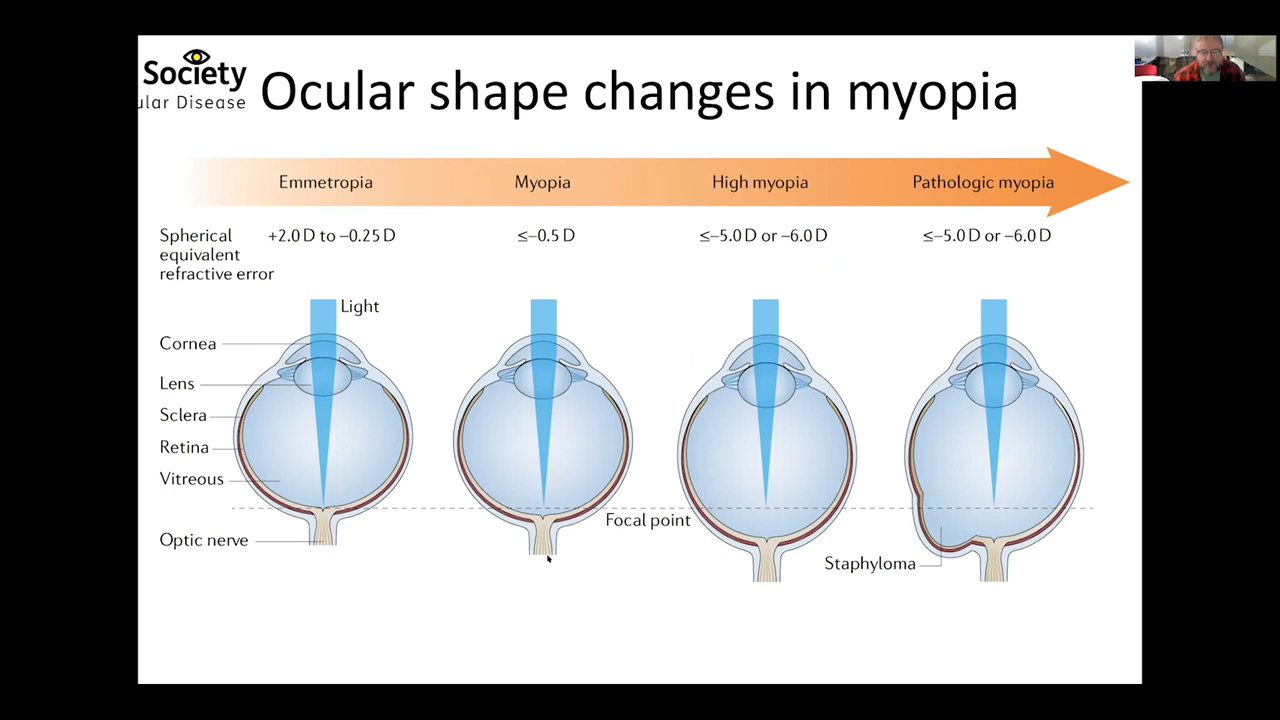 Society
ular Disease
Ocular shape changes in myopia
Emmetropia Myopia High myopia Pathologic myopia
Spherical equivalent refractive error
+2.0 D to –0.25 D ≤–0.5 D ≤–5.0 D or –6.0 D ≤–5.0 D or –6.0 D
Light
Cornea
Lens
Sclera
Retina
Vitreous
Focal point
Optic nerve
Staphyloma